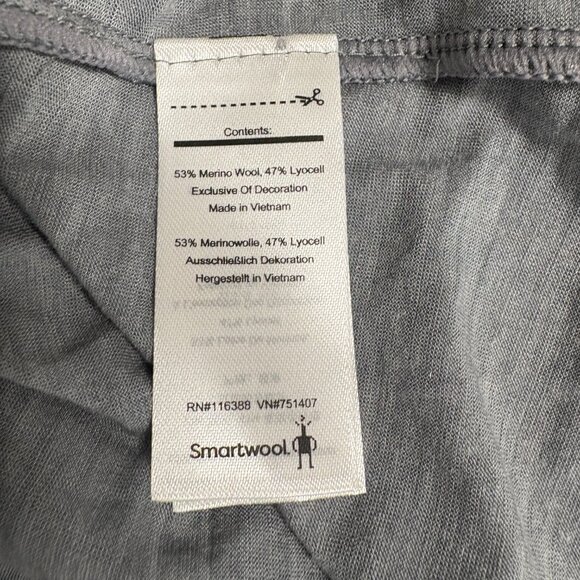 Contents:
53% Merino Wool, 47% Lyocell
Exclusive Of Decoration
Made in Vietnam
53% Merinowolle, 47% Lyocell
Ausschließlich Dekoration
Hergestellt in Vietnam
RN#116388 VN#751407
Smartwool.